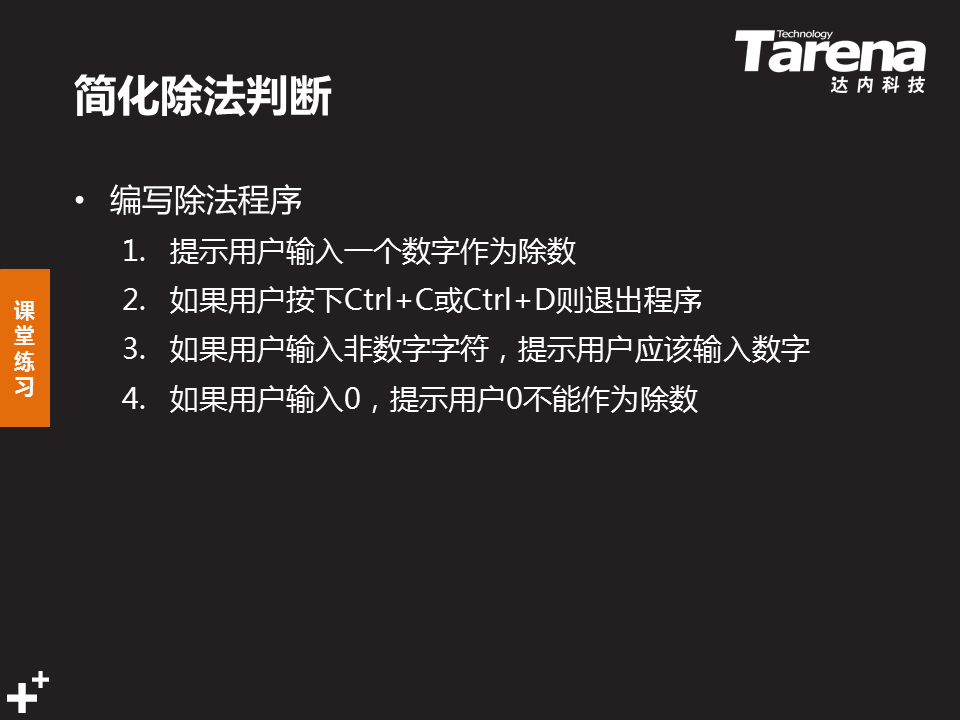 Technology
Tarena
达内科技
简化除法判断
• 编写除法程序
1. 提示用户输入一个数字作为除数
2. 如果用户按下Ctrl+C或Ctrl+D则退出程序
3. 如果用户输入非数字字符，提示用户应该输入数字
4. 如果用户输入0，提示用户0不能作为除数
课堂练习